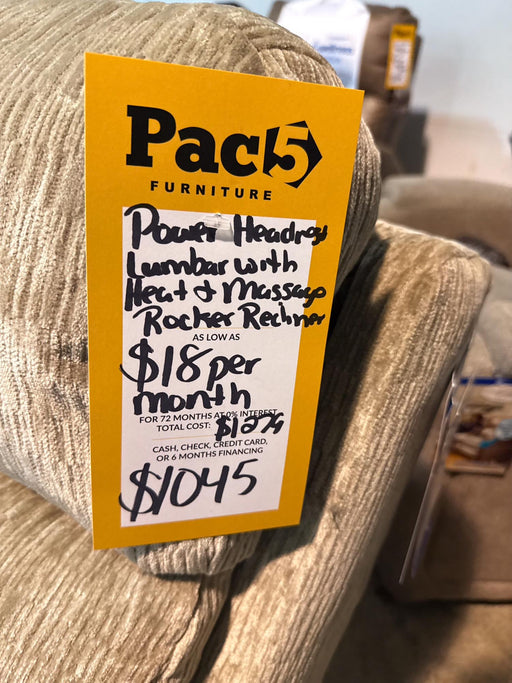 Pac5
FURNITURE
Power Headrest
Lumbar with
Heat & Massage
Rocker Recliner
AS LOW AS
$18 per
month
FOR 72 MONTHS AT 0% INTEREST
TOTAL COST: $1274
CASH, CHECK, CREDIT CARD,
OR 6 MONTHS FINANCING
$1045